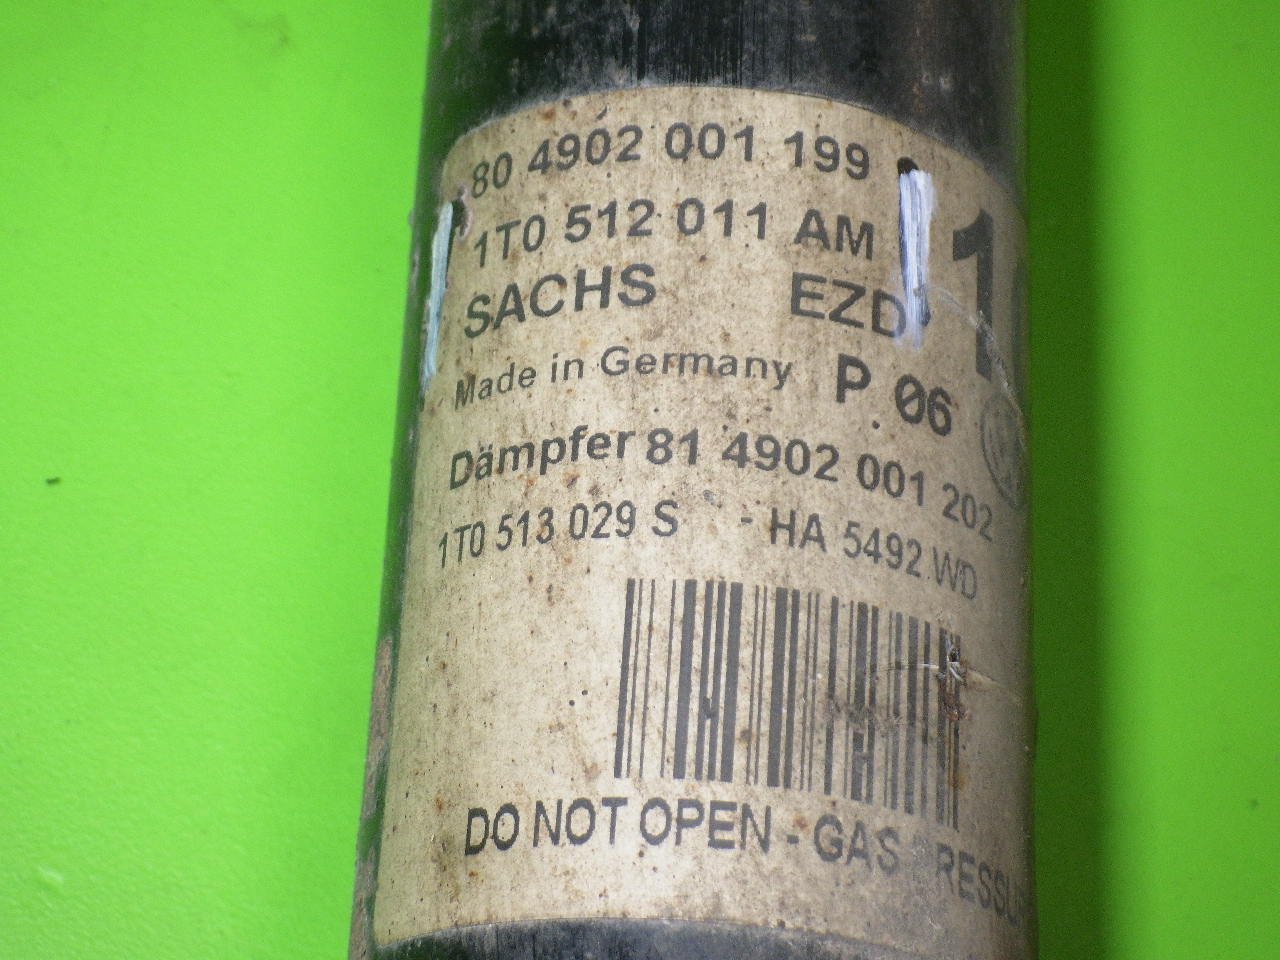 80 4902 001 199
1T0 512 011 AM
SACHS EZD
Made in Germany P. 06
Dämpfer 81 4902 001 202
1T0 513 029 S - HA 5492 WD
DO NOT OPEN - GAS